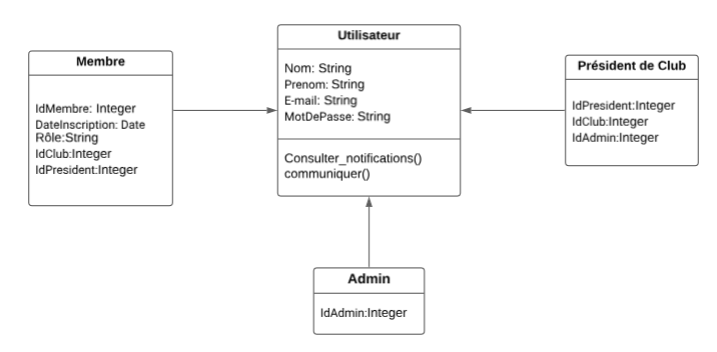 Membre
IdMembre: Integer
DateInscription: Date
Rôle:String
IdClub:Integer
IdPresident:Integer
Utilisateur
Nom: String
Prenom: String
E-mail: String
MotDePasse: String
Consulter_notifications()
communiquer()
Président de Club
IdPresident:Integer
IdClub:Integer
IdAdmin:Integer
Admin
IdAdmin:Integer